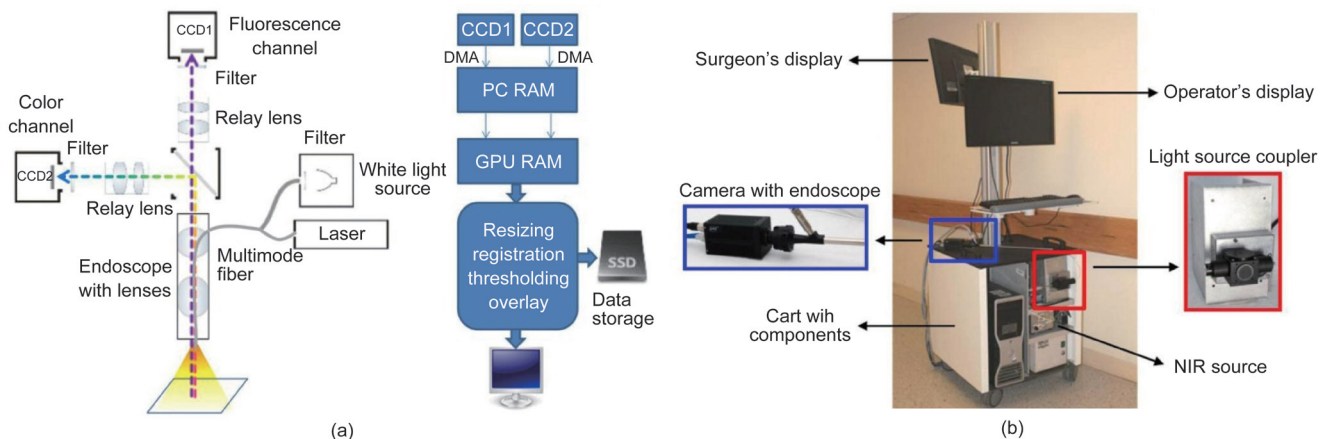 CCD1
Fluorescence
channel
Filter
Relay lens
Color
channel
Filter
CCD2
Relay lens
Filter
White light
source
Laser
Multimode
fiber
Endoscope
with lenses
CCD1
CCD2
DMA
DMA
PC RAM
GPU RAM
Resizing
registration
thresholding
overlay
SSD
Data
storage
(a)
Surgeon's display
Operator's display
Light source coupler
Camera with endoscope
Cart wih
components
NIR source
(b)